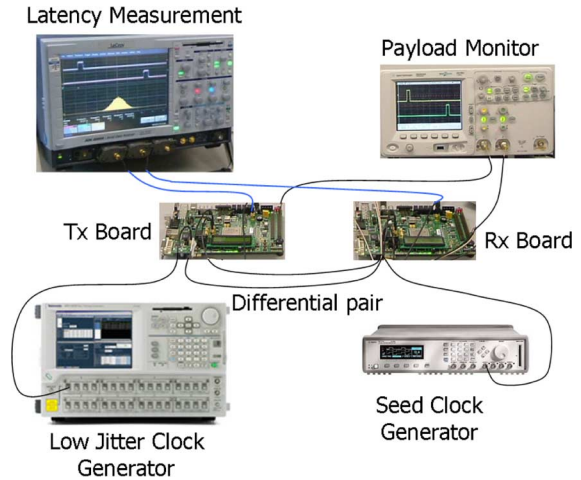 Latency Measurement
Payload Monitor
Tx Board
Rx Board
Differential pair
Low Jitter Clock
Generator
Seed Clock
Generator